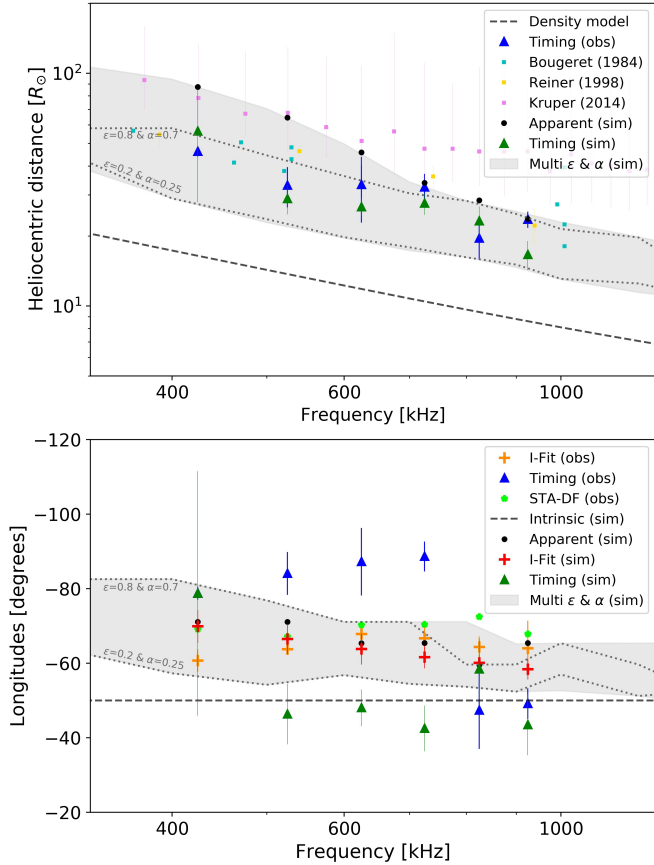 10²
10¹
Heliocentric distance [R☉]
Density model
Timing (obs)
Bougeret (1984)
Reiner (1998)
Kruper (2014)
Apparent (sim)
Timing (sim)
Multi ε & α (sim)
ε=0.8 & α=0.7
ε=0.2 & α=0.25
400
600
1000
Frequency [kHz]
−120
−100
−80
−60
−40
−20
Longitudes [degrees]
I-Fit (obs)
Timing (obs)
STA-DF (obs)
Intrinsic (sim)
Apparent (sim)
I-Fit (sim)
Timing (sim)
Multi ε & α (sim)
ε=0.8 & α=0.7
ε=0.2 & α=0.25
400
600
1000
Frequency [kHz]